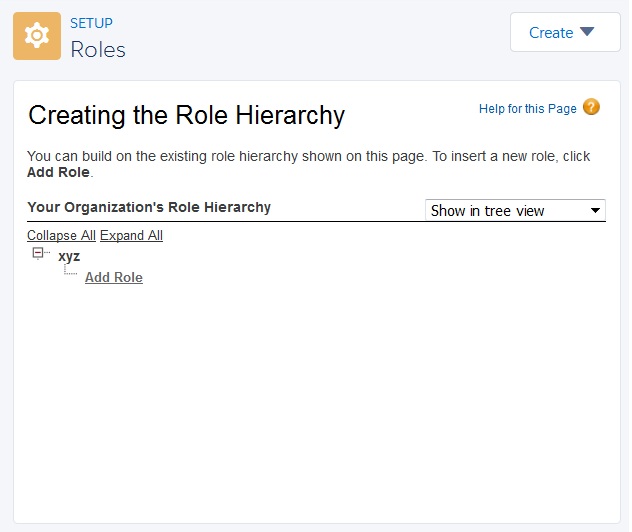 SETUP
Roles
Create
Creating the Role Hierarchy
Help for this Page ?
You can build on the existing role hierarchy shown on this page. To insert a new role, click
Add Role.
Your Organization's Role Hierarchy
Show in tree view
Collapse All Expand All
xyz
Add Role